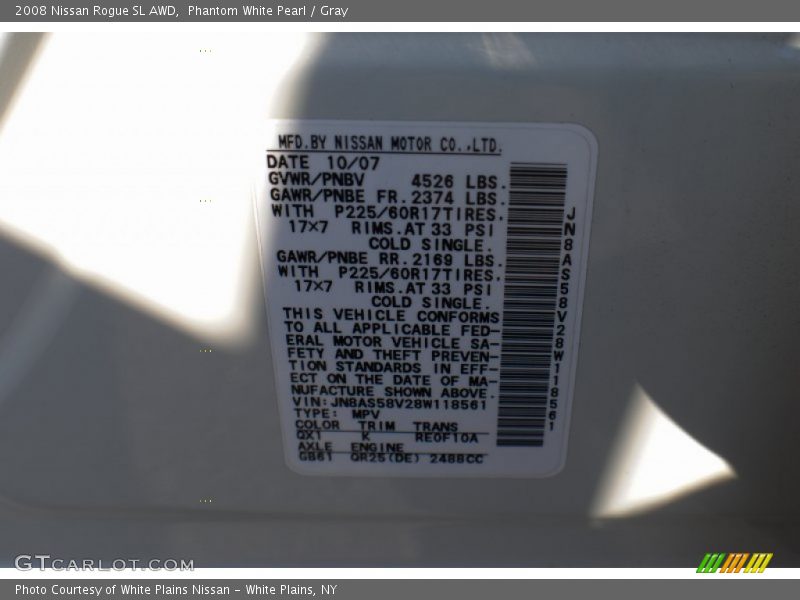 2008 Nissan Rogue SL AWD, Phantom White Pearl / Gray
MFD.BY NISSAN MOTOR CO.,LTD.
DATE 10/07
GVWR/PNBV 4526 LBS.
GAWR/PNBE FR.2374 LBS.
WITH P225/60R17TIRES.
17×7 RIMS.AT 33 PSI
COLD SINGLE.
GAWR/PNBE RR.2169 LBS.
WITH P225/60R17TIRES.
17×7 RIMS.AT 33 PSI
COLD SINGLE.
THIS VEHICLE CONFORMS
TO ALL APPLICABLE FED-
ERAL MOTOR VEHICLE SA-
FETY AND THEFT PREVEN-
TION STANDARDS IN EFF-
ECT ON THE DATE OF MA-
NUFACTURE SHOWN ABOVE.
VIN:JN8AS58V28W118561
TYPE: MPV
COLOR TRIM TRANS
QX1 K RE0F10A
AXLE ENGINE
GB61 QR25(DE) 2488CC
JN8AS58V28W118561
GTCARLOT.COM
Photo Courtesy of White Plains Nissan - White Plains, NY